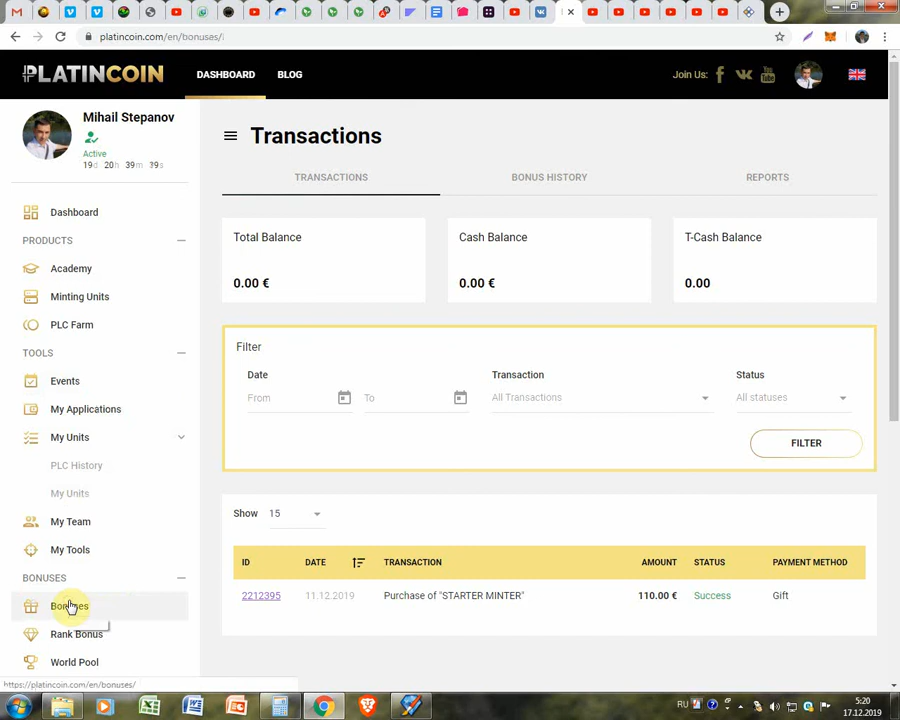 platincoin.com/en/bonuses/
PLATINCOIN
DASHBOARD
BLOG
Join Us:
Mihail Stepanov
Active
19d 20h 39m 39s
Dashboard
PRODUCTS
Academy
Minting Units
PLC Farm
TOOLS
Events
My Applications
My Units
PLC History
My Units
My Team
My Tools
BONUSES
Bonuses
Rank Bonus
World Pool
Transactions
TRANSACTIONS
BONUS HISTORY
REPORTS
Total Balance
0.00 €
Cash Balance
0.00 €
T-Cash Balance
0.00
Filter
Date
Transaction
Status
From
To
All Transactions
All statuses
FILTER
Show 15
ID DATE TRANSACTION AMOUNT STATUS PAYMENT METHOD
2212395 11.12.2019 Purchase of "STARTER MINTER" 110.00 € Success Gift
https://platincoin.com/en/bonuses/
RU
5:20
17.12.2019